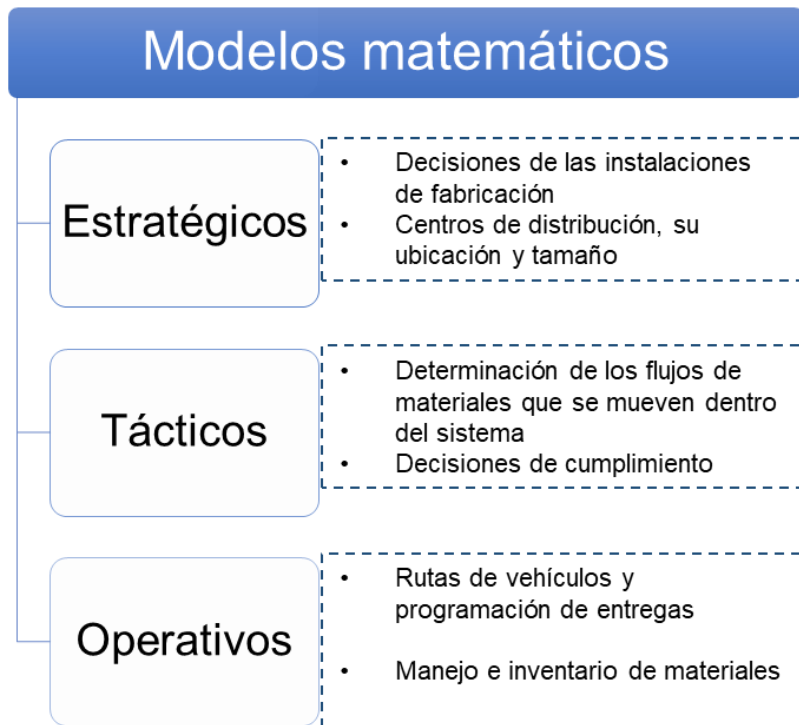 Modelos matemáticos
Estratégicos
• Decisiones de las instalaciones
de fabricación
• Centros de distribución, su
ubicación y tamaño
Tácticos
• Determinación de los flujos de
materiales que se mueven dentro
del sistema
• Decisiones de cumplimiento
Operativos
• Rutas de vehículos y
programación de entregas
• Manejo e inventario de materiales